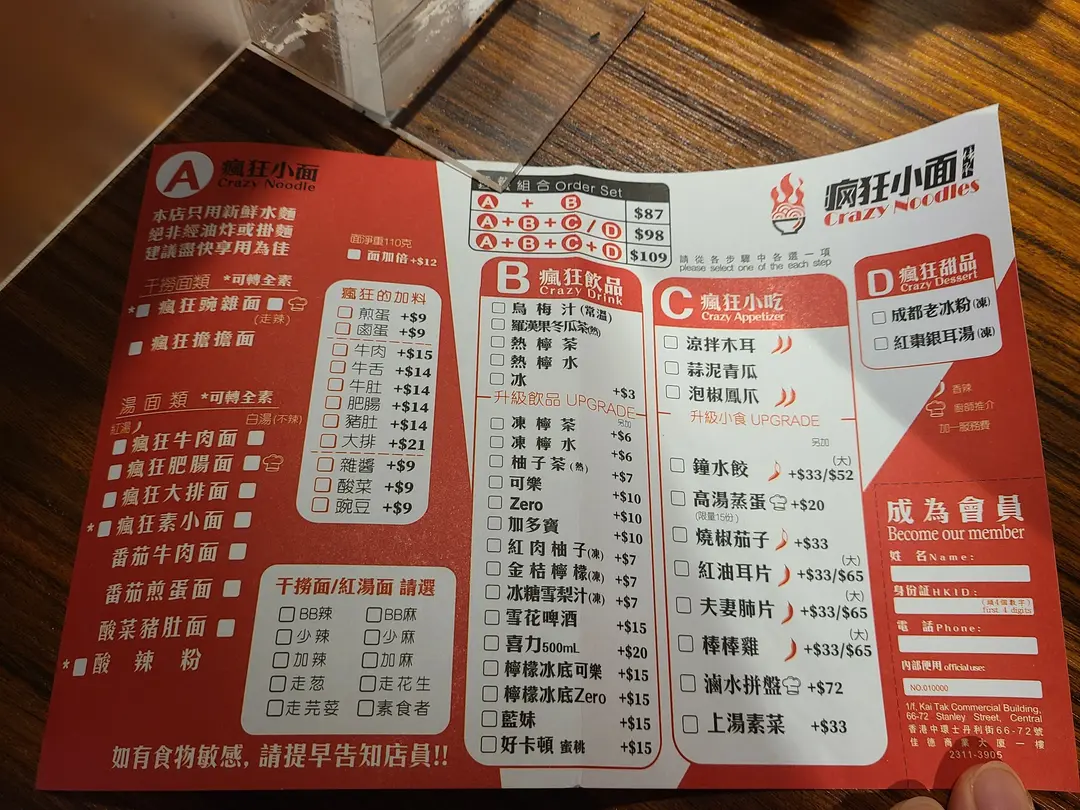 A 瘋狂小面
Crazy Noodle
本店只用新鮮水麵
絕非經油炸或掛麵
建議盡快享用為佳
面淨重110克
面加倍+$12
干撈面類 *可轉全素
*瘋狂豌雜面
(走辣)
瘋狂擔擔面
湯面類 *可轉全素
紅湯 白湯(不辣)
瘋狂牛肉面
瘋狂肥腸面
瘋狂大排面
*瘋狂素小面
番茄牛肉面
番茄煎蛋面
酸菜豬肚面
*酸辣粉
瘋狂的加料
煎蛋 +$9
鹵蛋 +$9
牛肉 +$15
牛舌 +$14
牛肚 +$14
肥腸 +$14
豬肚 +$14
大排 +$21
雜醬 +$9
酸菜 +$9
豌豆 +$9
干撈面/紅湯面 請選
BB辣 BB麻
少辣 少麻
加辣 加麻
走葱 走花生
走芫荽 素食者
如有食物敏感, 請提早告知店員!!
組合 Order Set
A + B $87
A+B+C/D $98
A+B+C+D $109
請從各步驟中各選一項
please select one of the each step
瘋狂小面
Crazy Noodles
B 瘋狂飲品
Crazy Drink
烏梅汁(常溫)
羅漢果冬瓜茶(熱)
熱檸茶
熱檸水
冰 +$3
升級飲品 UPGRADE
另加
凍檸茶 +$6
凍檸水 +$6
柚子茶(熱) +$7
可樂 +$10
Zero +$10
加多寶 +$10
紅肉柚子(凍) +$7
金桔檸檬(凍) +$7
冰糖雪梨汁(凍) +$7
雪花啤酒 +$15
喜力500mL +$20
檸檬冰底可樂 +$15
檸檬冰底Zero +$15
藍妹 +$15
好卡頓 蜜桃 +$15
C 瘋狂小吃
Crazy Appetizer
涼拌木耳
蒜泥青瓜
泡椒鳳爪
升級小食 UPGRADE
另加
鐘水餃 +$33/$52 (大)
高湯蒸蛋 +$20
(限量15份)
燒椒茄子 +$33
紅油耳片 +$33/$65 (大)
夫妻肺片 +$33/$65 (大)
棒棒雞 +$33/$65 (大)
滷水拼盤 +$72
上湯素菜 +$33
D 瘋狂甜品
Crazy Dessert
成都老冰粉(凍)
紅棗銀耳湯(凍)
香辣
廚師推介
加一服務費
成為會員
Become our member
姓 名Name:
身份証HKID:
(頭4個數字)
first 4 digits
電 話Phone:
內部使用 official use:
NO.010000
1/f, Kai Tak Commercial Building,
66-72 Stanley Street, Central
香港中環士丹利街66-72號
佳德商業大廈一樓
2311-3905